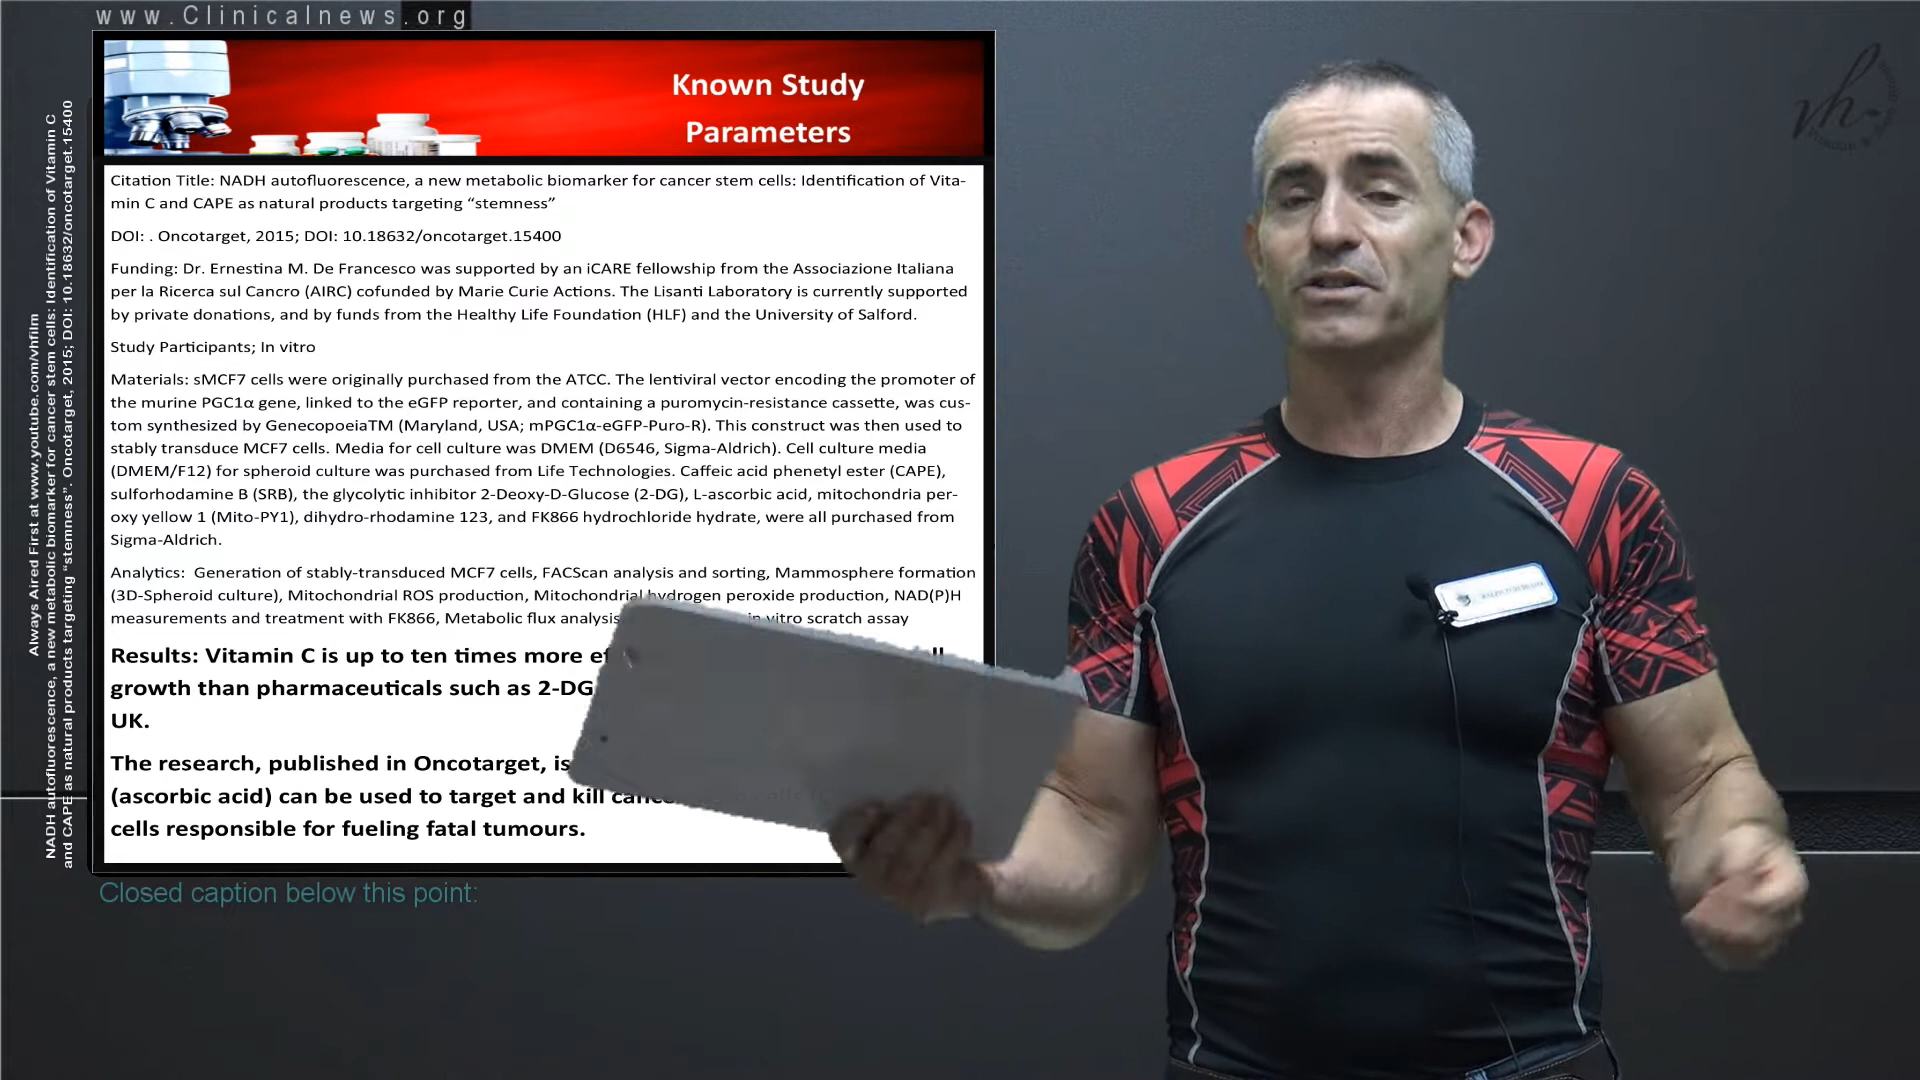 www.Clinicalnews.org
Known Study
Parameters
Citation Title: NADH autofluorescence, a new metabolic biomarker for cancer stem cells: Identification of Vita-
min C and CAPE as natural products targeting “stemness”
DOI: . Oncotarget, 2015; DOI: 10.18632/oncotarget.15400
Funding: Dr. Ernestina M. De Francesco was supported by an iCARE fellowship from the Associazione Italiana
per la Ricerca sul Cancro (AIRC) cofunded by Marie Curie Actions. The Lisanti Laboratory is currently supported
by private donations, and by funds from the Healthy Life Foundation (HLF) and the University of Salford.
Study Participants; In vitro
Materials: sMCF7 cells were originally purchased from the ATCC. The lentiviral vector encoding the promoter of
the murine PGC1α gene, linked to the eGFP reporter, and containing a puromycin-resistance cassette, was cus-
tom synthesized by GenecopoeiaTM (Maryland, USA; mPGC1α-eGFP-Puro-R). This construct was then used to
stably transduce MCF7 cells. Media for cell culture was DMEM (D6546, Sigma-Aldrich). Cell culture media
(DMEM/F12) for spheroid culture was purchased from Life Technologies. Caffeic acid phenetyl ester (CAPE),
sulforhodamine B (SRB), the glycolytic inhibitor 2-Deoxy-D-Glucose (2-DG), L-ascorbic acid, mitochondria per-
oxy yellow 1 (Mito-PY1), dihydro-rhodamine 123, and FK866 hydrochloride hydrate, were all purchased from
Sigma-Aldrich.
Analytics: Generation of stably-transduced MCF7 cells, FACScan analysis and sorting, Mammosphere formation
(3D-Spheroid culture), Mitochondrial ROS production, Mitochondrial hydrogen peroxide production, NAD(P)H
measurements and treatment with FK866, Metabolic flux analysis in vitro scratch assay
Results: Vitamin C is up to ten times more
growth than pharmaceuticals such as 2-DG
UK.
The research, published in Oncotarget, is
(ascorbic acid) can be used to target and kill
cells responsible for fueling fatal tumours.
Closed caption below this point:
Always Aired First at www.youtube.com/vhfilm
NADH autofluorescence, a new metabolic biomarker for cancer stem cells: Identification of Vitamin C
and CAPE as natural products targeting “stemness”. Oncotarget, 2015; DOI: 10.18632/oncotarget.15400
vh